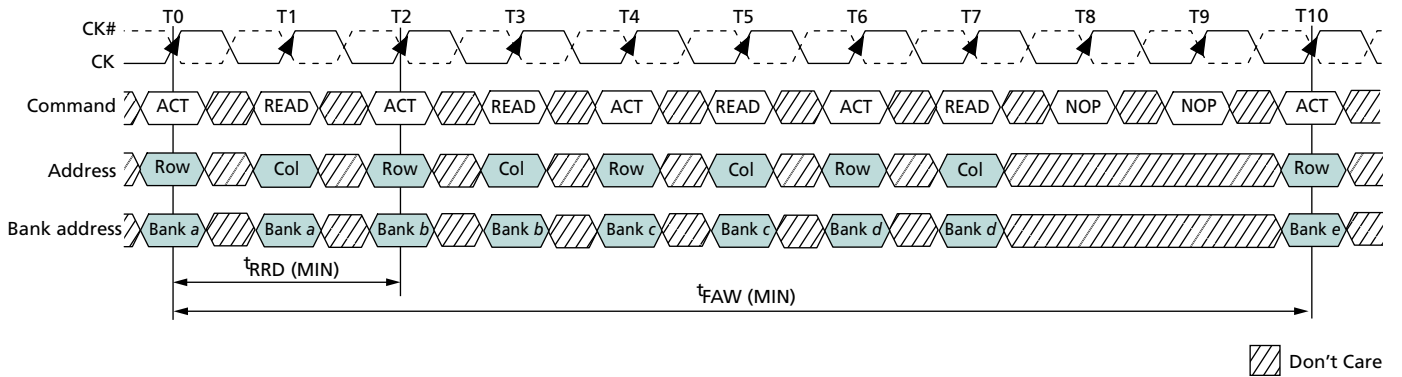 T0 T1 T2 T3 T4 T5 T6 T7 T8 T9 T10
CK#
CK
Command ACT READ ACT READ ACT READ ACT READ NOP NOP ACT
Address Row Col Row Col Row Col Row Col Row
Bank address Bank a Bank a Bank b Bank b Bank c Bank c Bank d Bank d Bank e
tRRD (MIN)
tFAW (MIN)
Don't Care